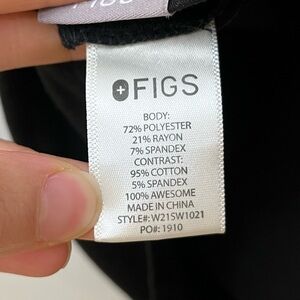 FIGS
BODY:
72% POLYESTER
21% RAYON
7% SPANDEX
CONTRAST:
95% COTTON
5% SPANDEX
100% AWESOME
MADE IN CHINA
STYLE#:W21SW1021
PO#: 1910